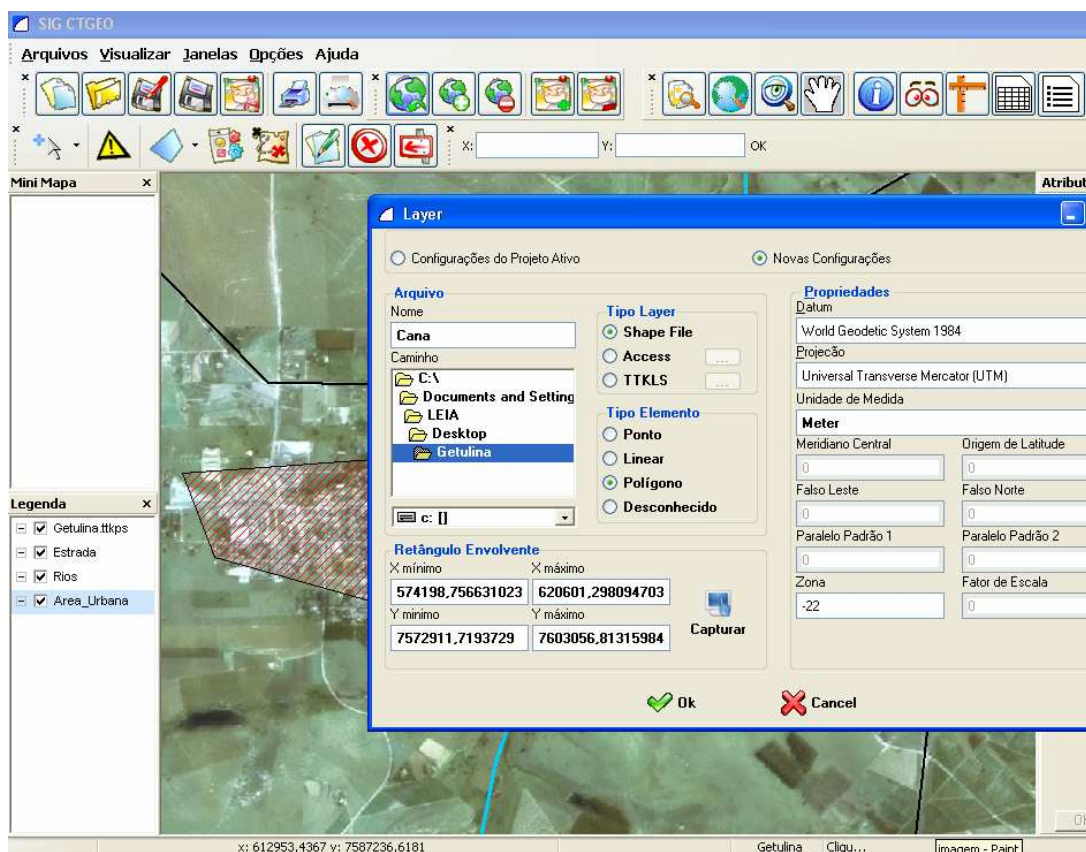 SIG CTGEO
Arquivos Visualizar Janelas Opções Ajuda
X: Y: OK
Mini Mapa x
Atribut
Layer
Configurações do Projeto Ativo
Novas Configurações
Arquivo
Nome
Cana
Caminho
C:\
Documents and Setting
LEIA
Desktop
Getulina
c: []
Tipo Layer
Shape File
Access ...
TTKLS ...
Tipo Elemento
Ponto
Linear
Polígono
Desconhecido
Propriedades
Datum
World Geodetic System 1984
Projecão
Universal Transverse Mercator (UTM)
Unidade de Medida
Meter
Meridiano Central Origem de Latitude
0 0
Falso Leste Falso Norte
0 0
Paralelo Padrão 1 Paralelo Padrão 2
0 0
Zona Fator de Escala
-22 0
Retângulo Envolvente
X mínimo X máximo
574198,756631023 620601,298094703
Y minimo Y máximo
7572911,7193729 7603056,81315984
Capturar
Ok Cancel
Legenda x
Getulina.ttkps
Estrada
Rios
Area_Urbana
x: 612953,4367 y: 7587236,6181
Getulina Cliqu...
imagem - Paint